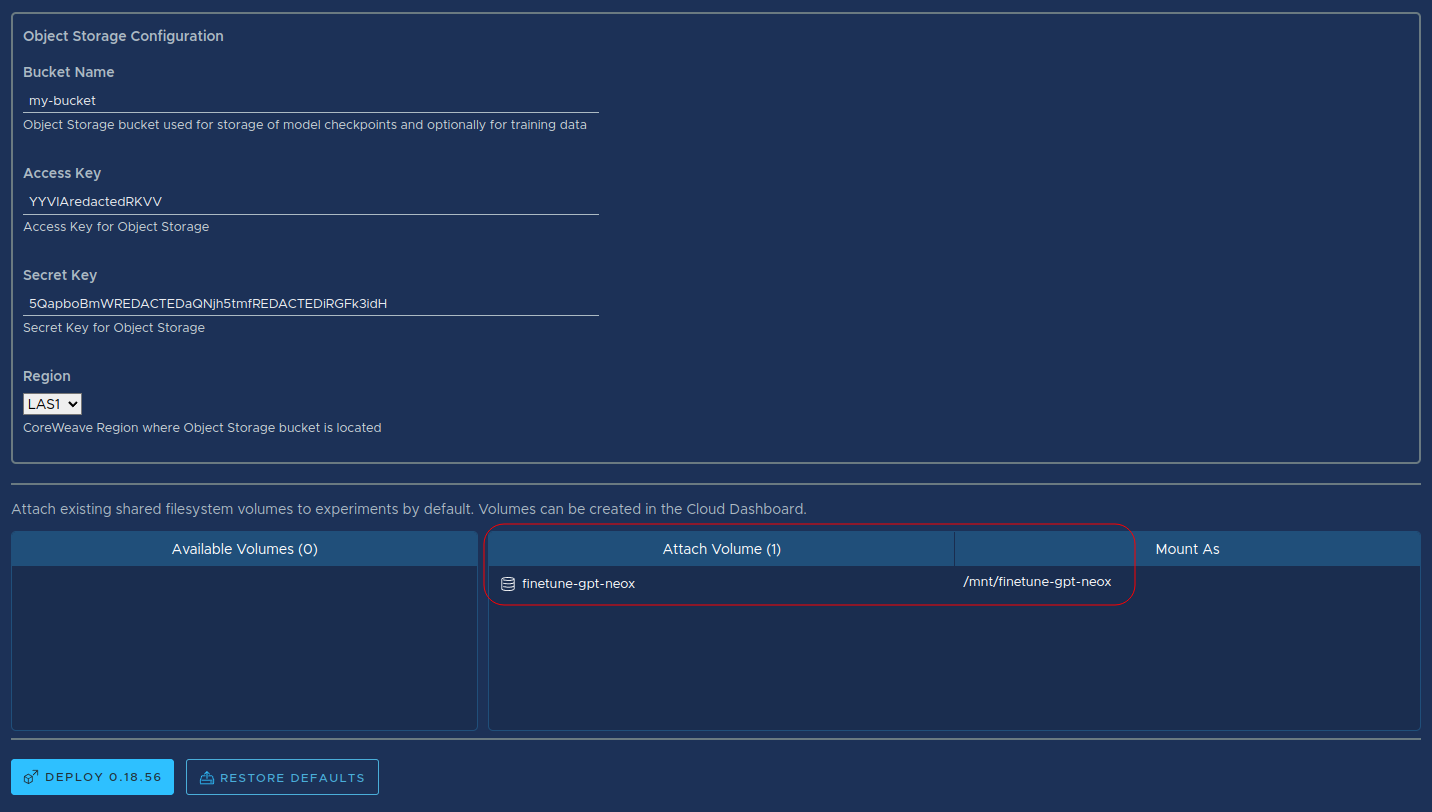 Object Storage Configuration
Bucket Name
my-bucket
Object Storage bucket used for storage of model checkpoints and optionally for training data
Access Key
YYVIAredactedRKVV
Access Key for Object Storage
Secret Key
5QapboBmWREDACTEDaQNjh5tmfREDACTEDiRGFk3idH
Secret Key for Object Storage
Region
LAS1
CoreWeave Region where Object Storage bucket is located
Attach existing shared filesystem volumes to experiments by default. Volumes can be created in the Cloud Dashboard.
Available Volumes (0)
Attach Volume (1)
Mount As
finetune-gpt-neox
/mnt/finetune-gpt-neox
DEPLOY 0.18.56
RESTORE DEFAULTS